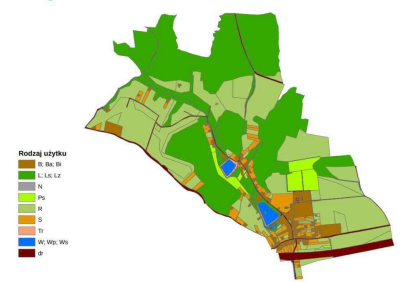 Rodzaj użytku
B; Ba; Bi
L; Ls; Lz
N
Ps
R
S
Tr
W; Wp; Ws
dr